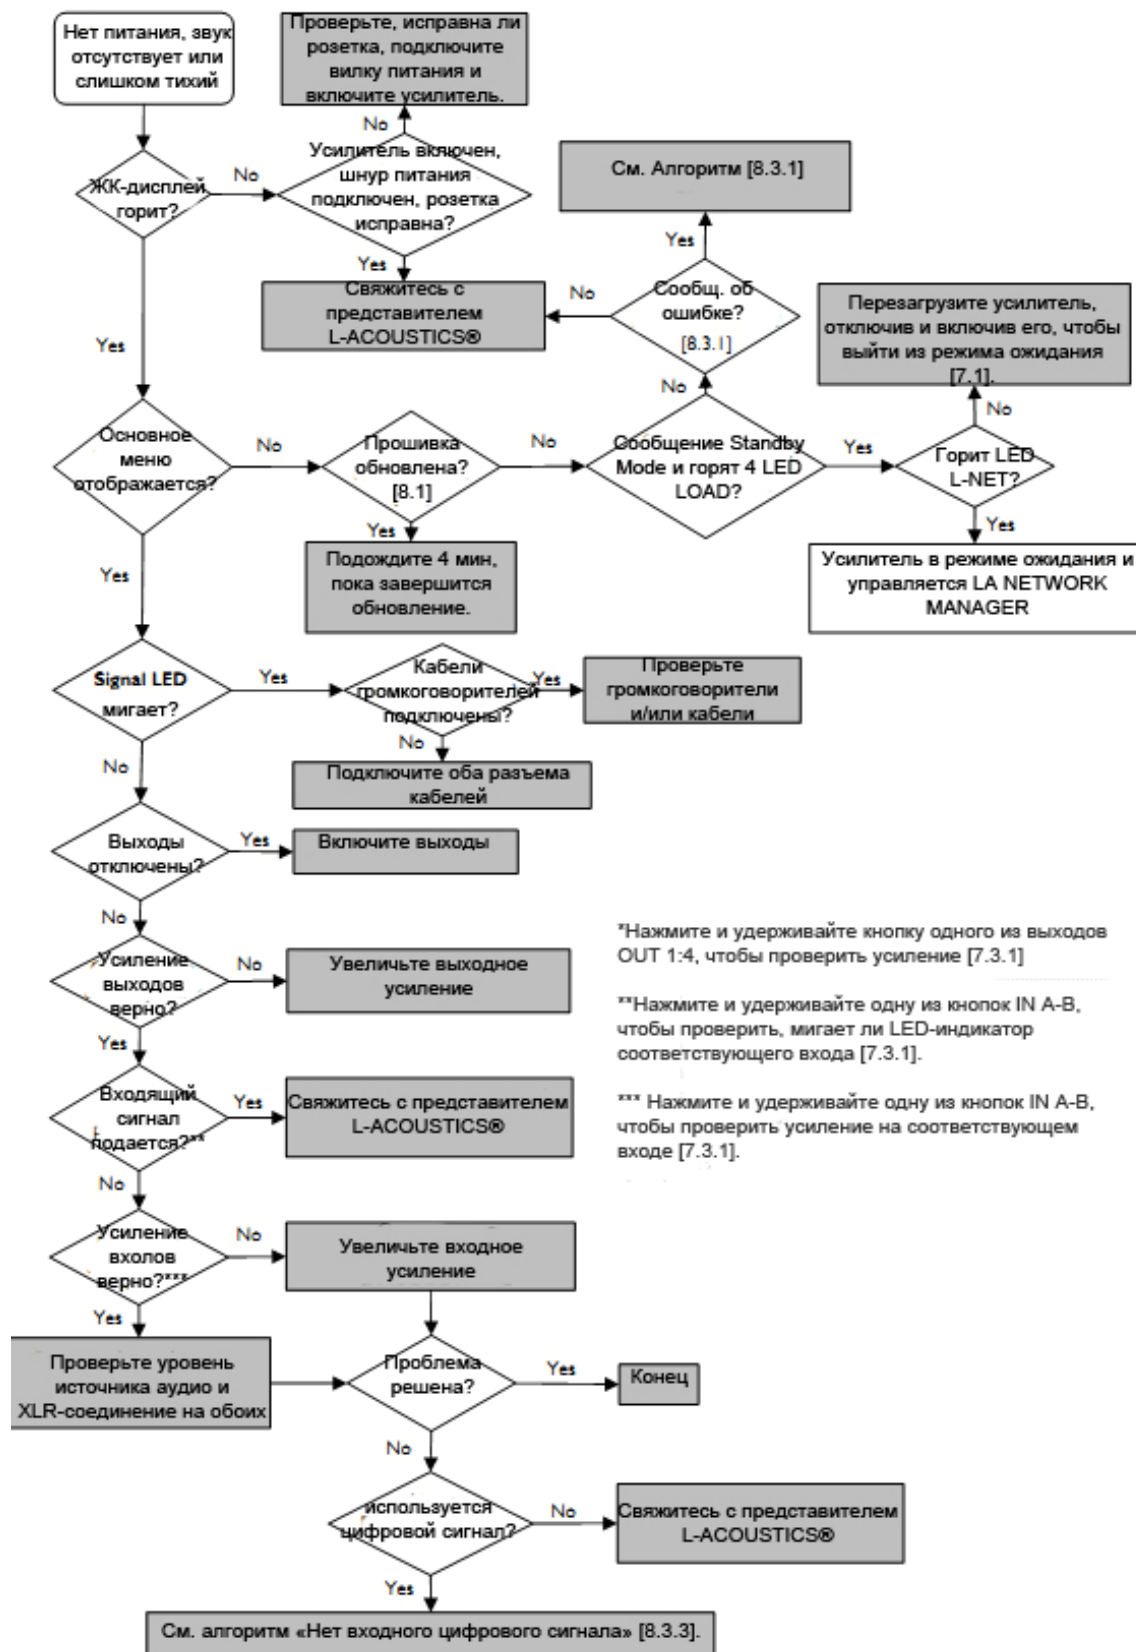 Нет питания, звук
отсутствует или
слишком тихий
Проверьте, исправна ли
розетка, подключите
вилку питания и
включите усилитель.
No
ЖК-дисплей
горит?
No
Усилитель включен,
шнур питания
подключен, розетка
исправна?
См. Алгоритм [8.3.1]
Yes
Yes
Свяжитесь с
представителем
L-ACOUSTICS®
No
Сообщ. об
ошибке?
[8.3.1]
Перезагрузите усилитель,
отключив и включив его, чтобы
выйти из режима ожидания
[7.1].
Yes
No
No
Основное
меню
отображается?
No
Прошивка
обновлена?
[8.1]
No
Сообщение Standby
Mode и горят 4 LED
LOAD?
Yes
Горит LED
L-NET?
Yes
Yes
Yes
Подождите 4 мин,
пока завершится
обновление.
Усилитель в режиме ожидания и
управляется LA NETWORK
MANAGER
Signal LED
мигает?
Yes
Кабели
громкоговорителей
подключены?
Yes
Проверьте
громкоговорители
и/или кабели
No
No
Подключите оба разъема
кабелей
Выходы
отключены?
Yes
Включите выходы
No
Усиление
выходов
верно?
No
Увеличьте выходное
усиление
*Нажмите и удерживайте кнопку одного из выходов
OUT 1:4, чтобы проверить усиление [7.3.1]
**Нажмите и удерживайте одну из кнопок IN A-B,
чтобы проверить, мигает ли LED-индикатор
соответствующего входа [7.3.1].
*** Нажмите и удерживайте одну из кнопок IN A-B,
чтобы проверить усиление на соответствующем
входе [7.3.1].
Yes
Входящий
сигнал
подается?**
Yes
Свяжитесь с представителем
L-ACOUSTICS®
No
Усиление
вхолов
верно?***
No
Увеличьте входное
усиление
Yes
Проверьте уровень
источника аудио и
XLR-соединение на обоих
Проблема
решена?
Yes
Конец
No
используется
цифровой сигнал?
No
Свяжитесь с представителем
L-ACOUSTICS®
Yes
См. алгоритм «Нет входного цифрового сигнала» [8.3.3].